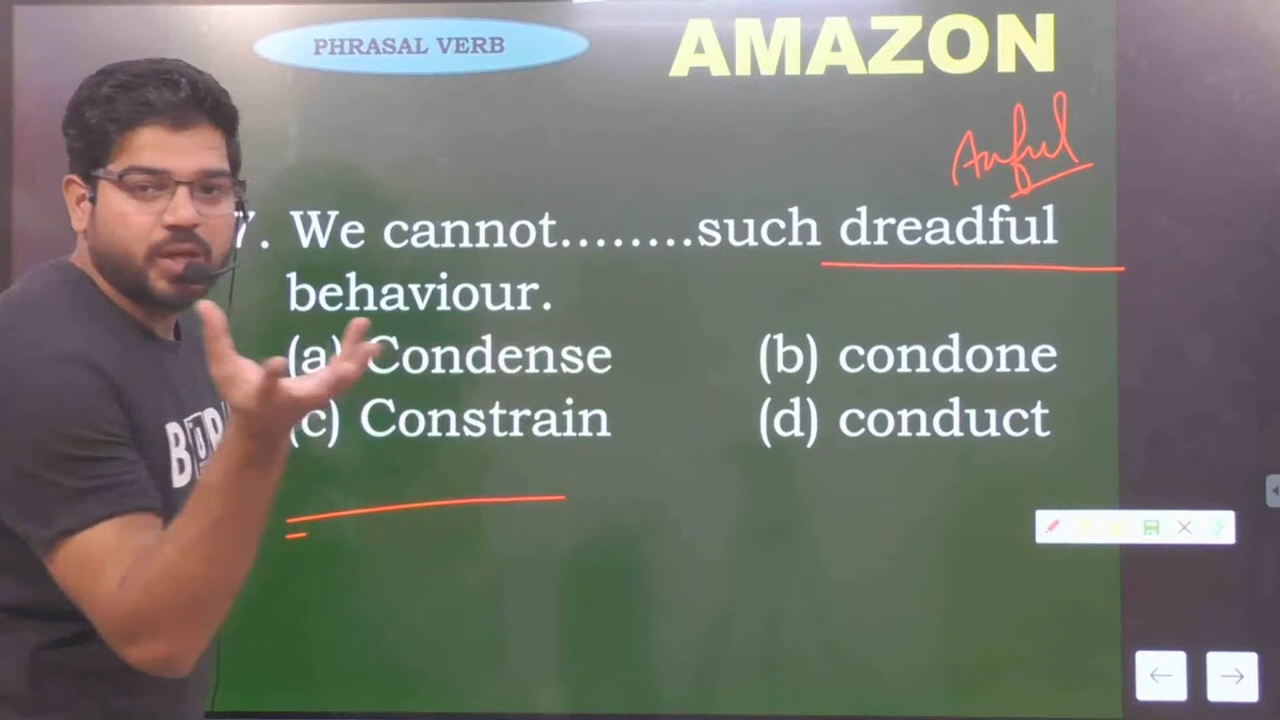 PHRASAL VERB
AMAZON
Awful
7. We cannot........such dreadful
behaviour.
(a) Condense
(b) condone
(c) Constrain
(d) conduct